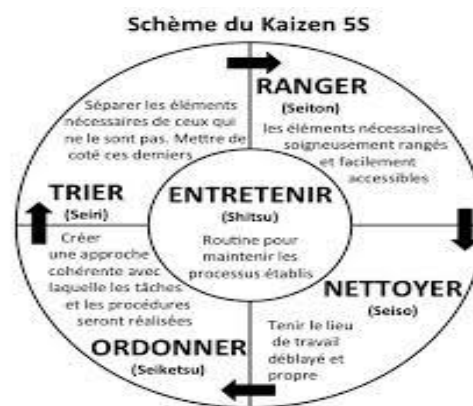 Schème du Kaizen 5S
Séparer les éléments
nécessaires de ceux qui
ne le sont pas. Mettre de
coté ces derniers
TRIER
(Seiri)
RANGER
(Seiton)
les éléments nécessaires
soigneusement rangés
et facilement
accessibles
ENTRETENIR
(Shitsu)
Routine pour
maintenir les
processus établis
NETTOYER
(Seiso)
Tenir le lieu
de travail
déblayé et
propre
Créer
une approche
cohérente avec
laquelle les tâches
et les procédures
seront réalisées
ORDONNER
(Seiketsu)